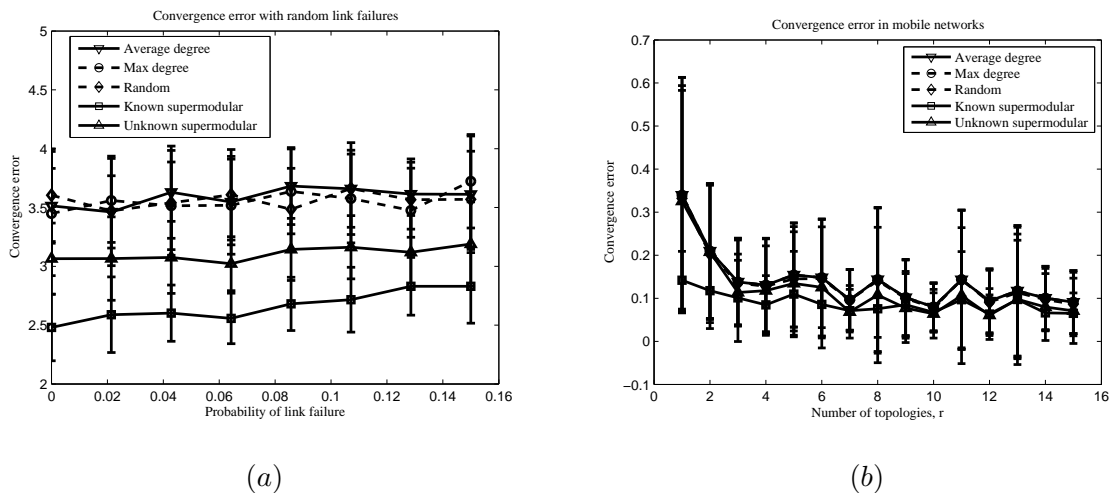 Convergence error with random link failures
5
4.5
4
3.5
3
2.5
2
Convergence error
Average degree
Max degree
Random
Known supermodular
Unknown supermodular
0 0.02 0.04 0.06 0.08 0.1 0.12 0.14 0.16
Probability of link failure
(a)
Convergence error in mobile networks
0.7
0.6
0.5
0.4
0.3
0.2
0.1
0
−0.1
Convergence error
Average degree
Max degree
Random
Known supermodular
Unknown supermodular
0 2 4 6 8 10 12 14 16
Number of topologies, r
(b)